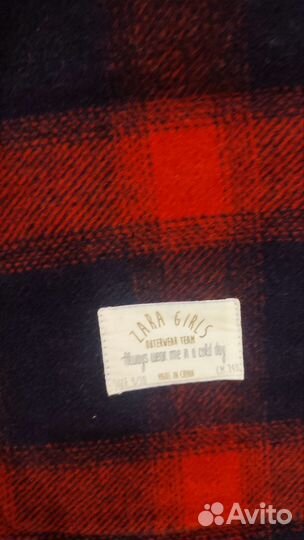 ZARA GIRLS
OUTERWEAR TEAM
Always wear me in a cold day
MADE IN CHINA
Avito